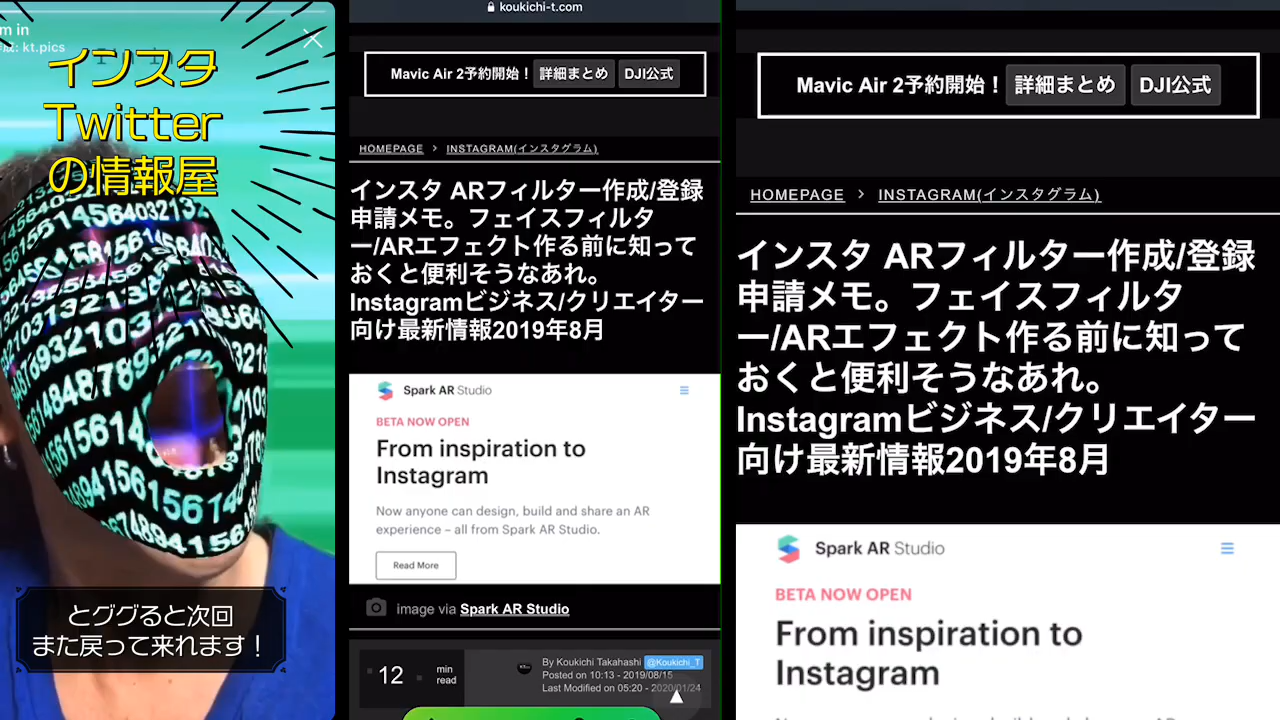 m in
kt.pics
インスタ
Twitter
の情報屋
とググると次回
また戻って来れます！
koukichi-t.com
Mavic Air 2予約開始！ 詳細まとめ DJI公式
HOMEPAGE > INSTAGRAM(インスタグラム)
インスタ ARフィルター作成/登録
申請メモ。フェイスフィルタ
ー/ARエフェクト作る前に知って
おくと便利そうなあれ。
Instagramビジネス/クリエイター
向け最新情報2019年8月
Spark AR Studio
BETA NOW OPEN
From inspiration to
Instagram
Now anyone can design, build and share an AR
experience – all from Spark AR Studio.
Read More
image via Spark AR Studio
12 min
read
By Koukichi Takahashi @Koukichi_T
Posted on 10:13 - 2019/08/15
Last Modified on 05:20 - 2020/01/24
Mavic Air 2予約開始！ 詳細まとめ DJI公式
HOMEPAGE > INSTAGRAM(インスタグラム)
インスタ ARフィルター作成/登録
申請メモ。フェイスフィルタ
ー/ARエフェクト作る前に知って
おくと便利そうなあれ。
Instagramビジネス/クリエイター
向け最新情報2019年8月
Spark AR Studio
BETA NOW OPEN
From inspiration to
Instagram